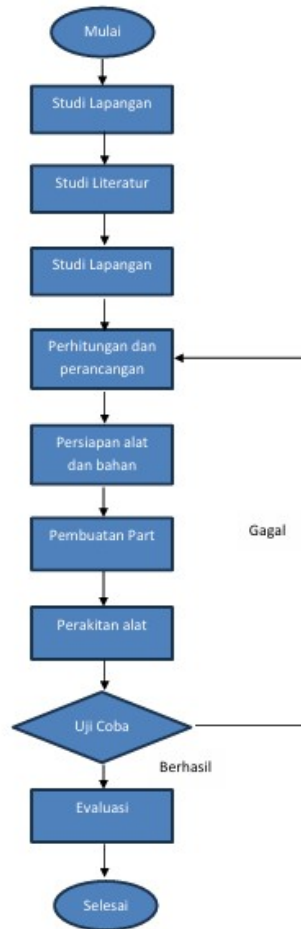 Mulai
Studi Lapangan
Studi Literatur
Studi Lapangan
Perhitungan dan
perancangan
Persiapan alat
dan bahan
Pembuatan Part
Gagal
Perakitan alat
Uji Coba
Berhasil
Evaluasi
Selesai